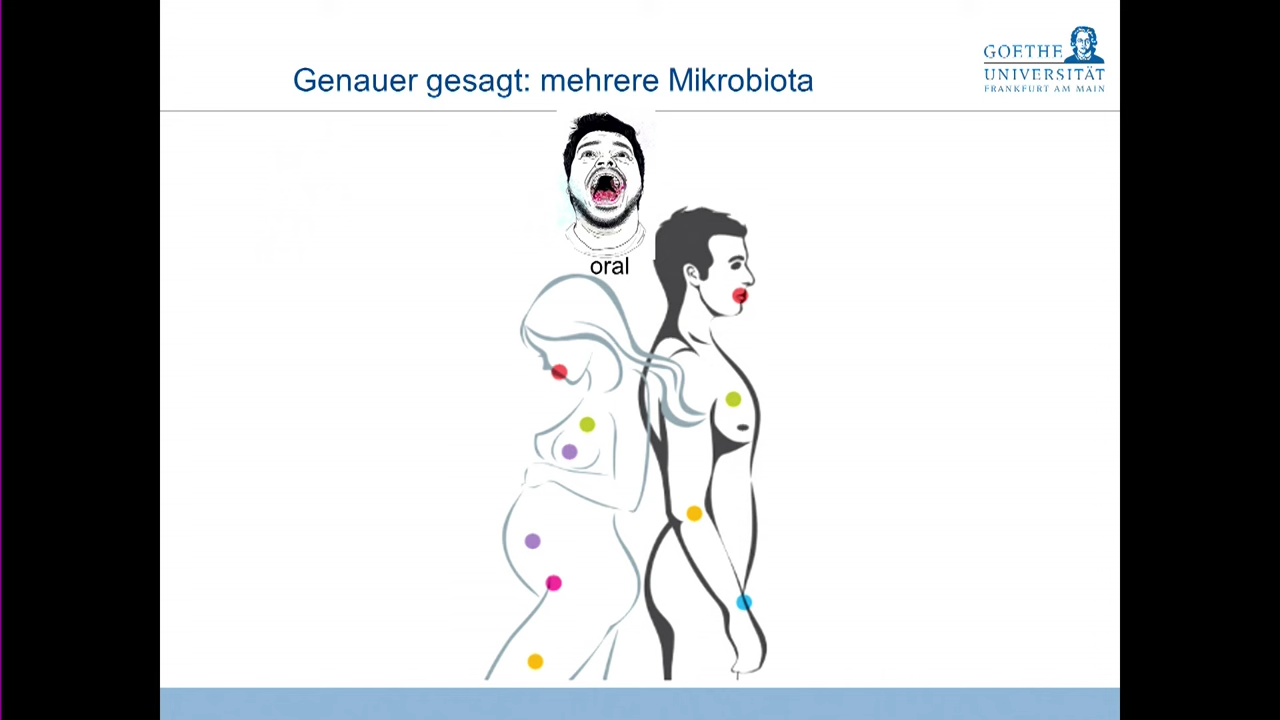 Genauer gesagt: mehrere Mikrobiota
GOETHE
UNIVERSITÄT
FRANKFURT AM MAIN
oral